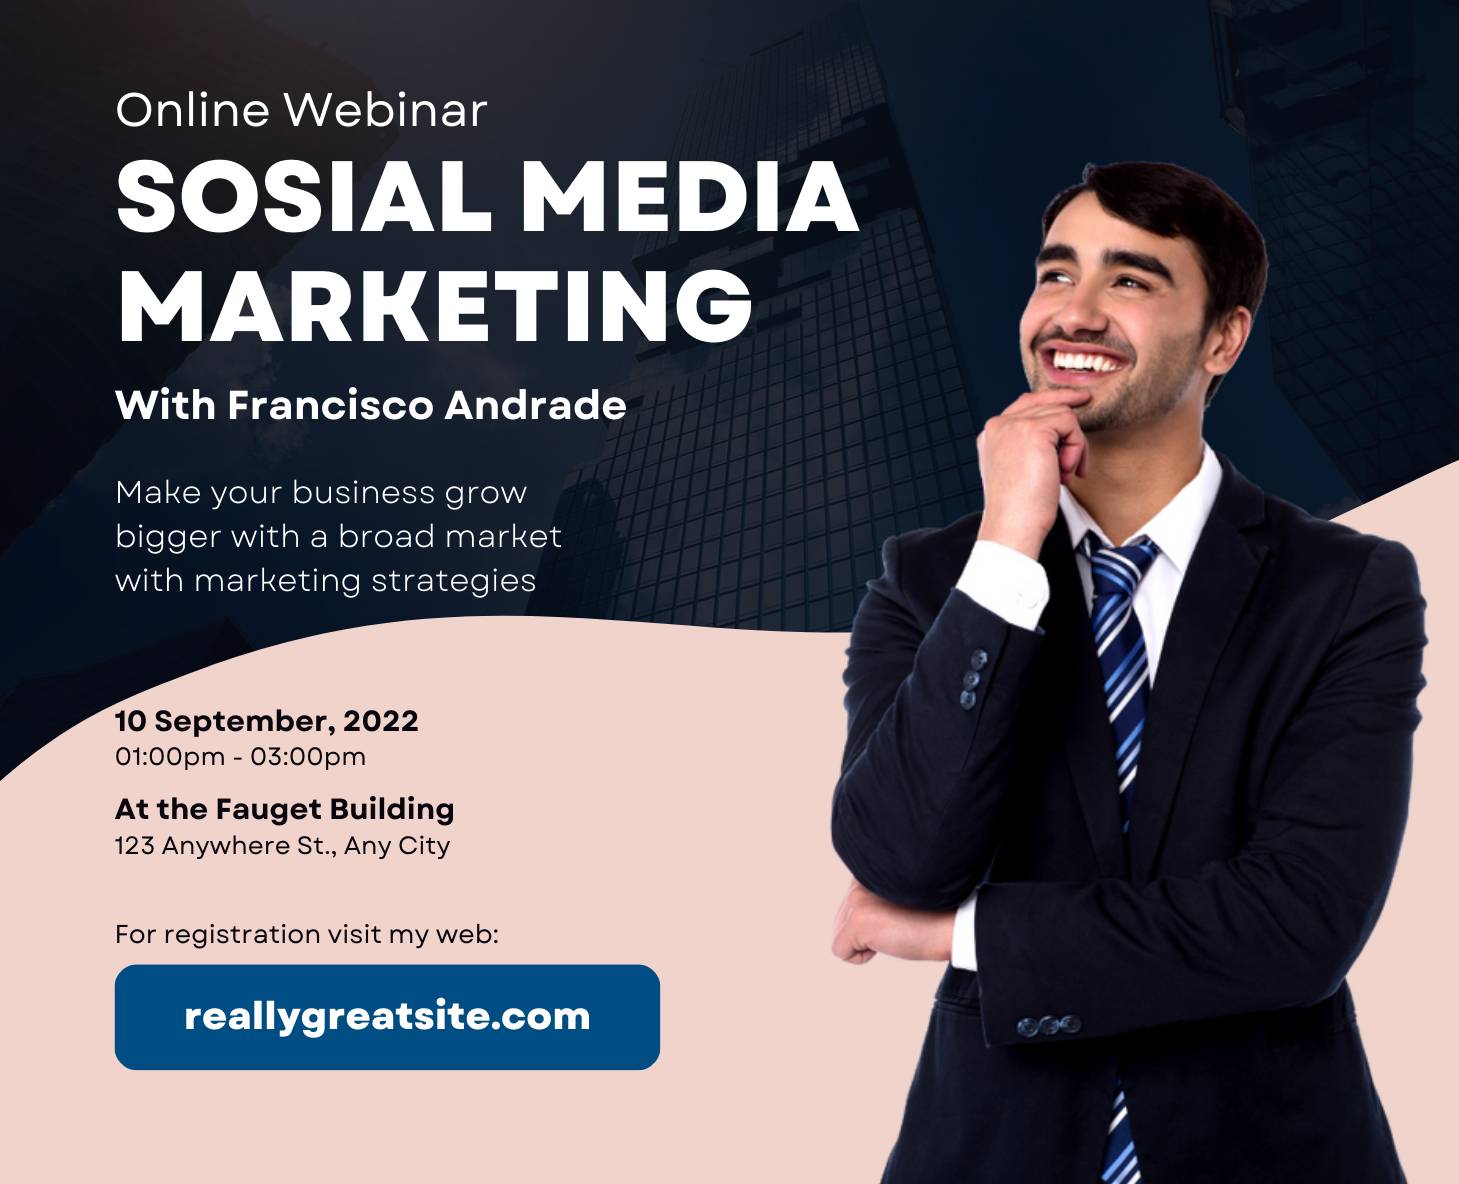 Online Webinar
SOSIAL MEDIA
MARKETING
With Francisco Andrade
Make your business grow
bigger with a broad market
with marketing strategies
10 September, 2022
01:00pm - 03:00pm
At the Fauget Building
123 Anywhere St., Any City
For registration visit my web:
reallygreatsite.com